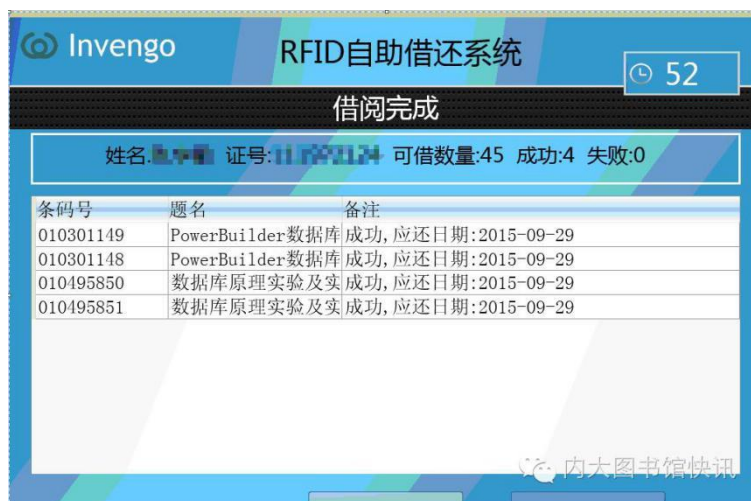 Invengo
RFID自助借还系统
52
借阅完成
姓名: 证号: 可借数量:45 成功:4 失败:0
条码号 题名 备注
010301149 PowerBuilder数据库 成功,应还日期:2015-09-29
010301148 PowerBuilder数据库 成功,应还日期:2015-09-29
010495850 数据库原理实验及实 成功,应还日期:2015-09-29
010495851 数据库原理实验及实 成功,应还日期:2015-09-29
内大图书馆快讯